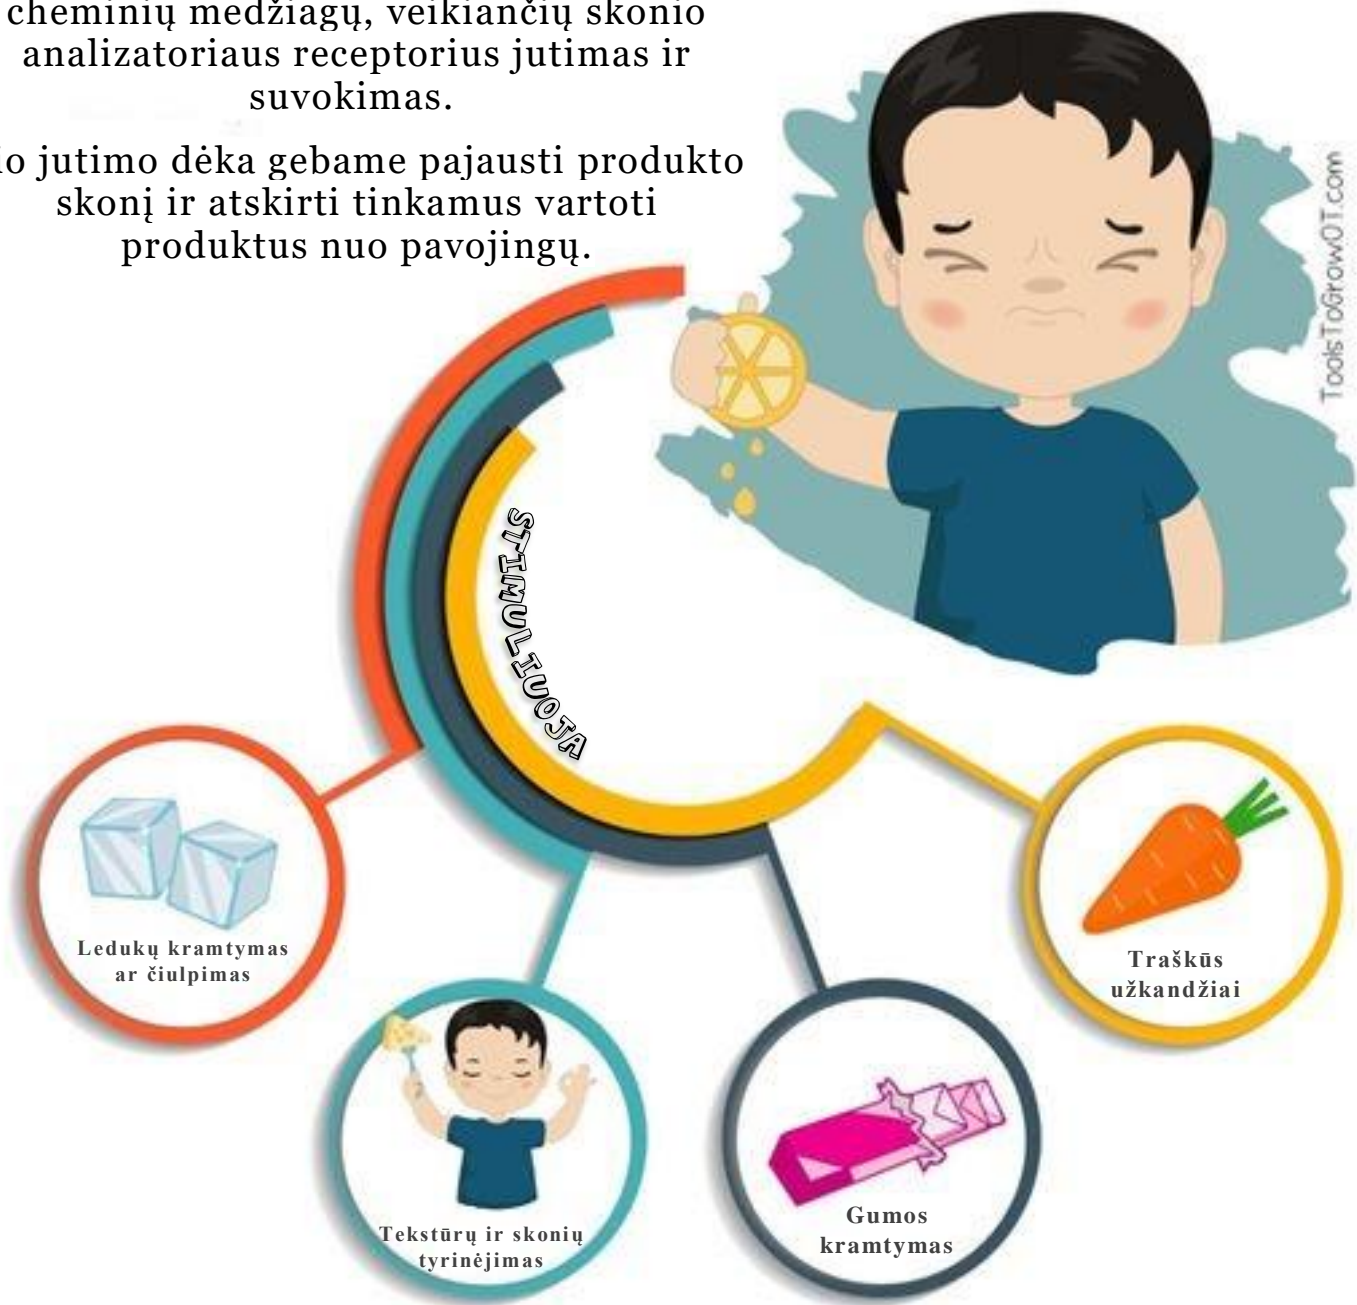 cheminių medžiagų, veikiančių skonio
analizatoriaus receptorius jutimas ir
suvokimas.
jutimo dėka gebame pajausti produkto
skonį ir atskirti tinkamus vartoti
produktus nuo pavojingų.
ToolsToGrowOT.com
STIMULIUOJA
Ledukų kramtymas
ar čiulpimas
Traškūs
užkandžiai
Tekstūrų ir skonių
tyrinėjimas
Gumos
kramtymas